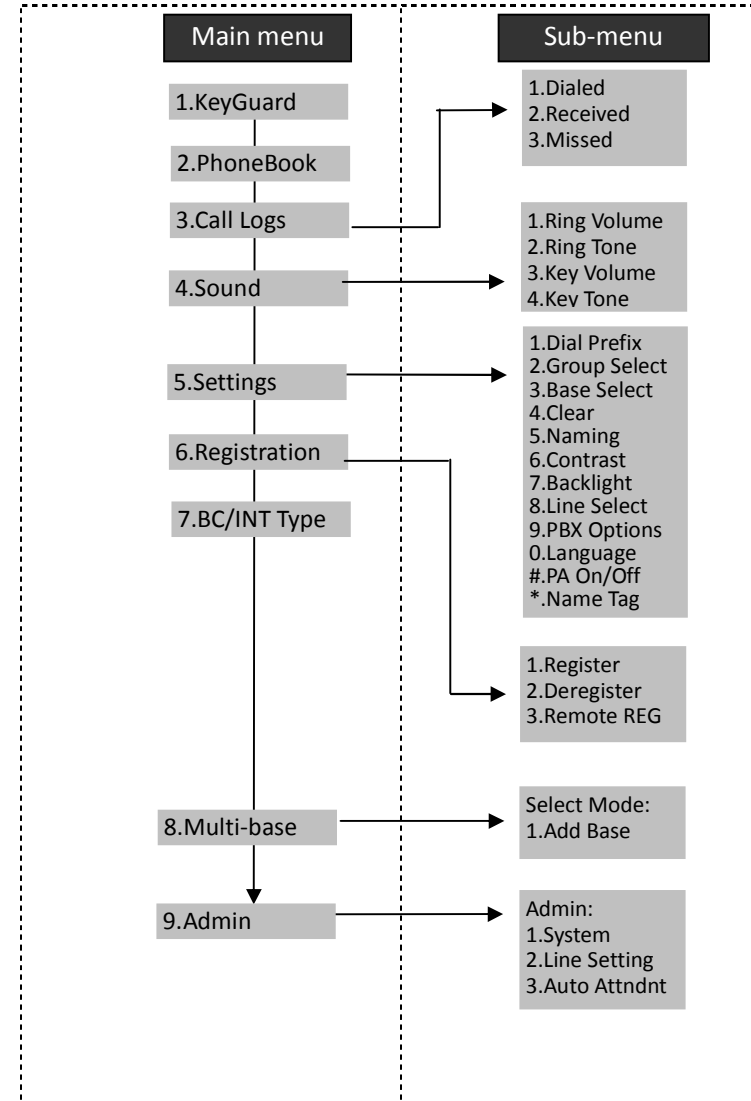 Main menu
1.KeyGuard
2.PhoneBook
3.Call Logs
4.Sound
5.Settings
6.Registration
7.BC/INT Type
8.Multi-base
9.Admin
Sub-menu
1.Dialed
2.Received
3.Missed
1.Ring Volume
2.Ring Tone
3.Key Volume
4.Key Tone
1.Dial Prefix
2.Group Select
3.Base Select
4.Clear
5.Naming
6.Contrast
7.Backlight
8.Line Select
9.PBX Options
0.Language
#.PA On/Off
*.Name Tag
1.Register
2.Deregister
3.Remote REG
Select Mode:
1.Add Base
Admin:
1.System
2.Line Setting
3.Auto Attndnt